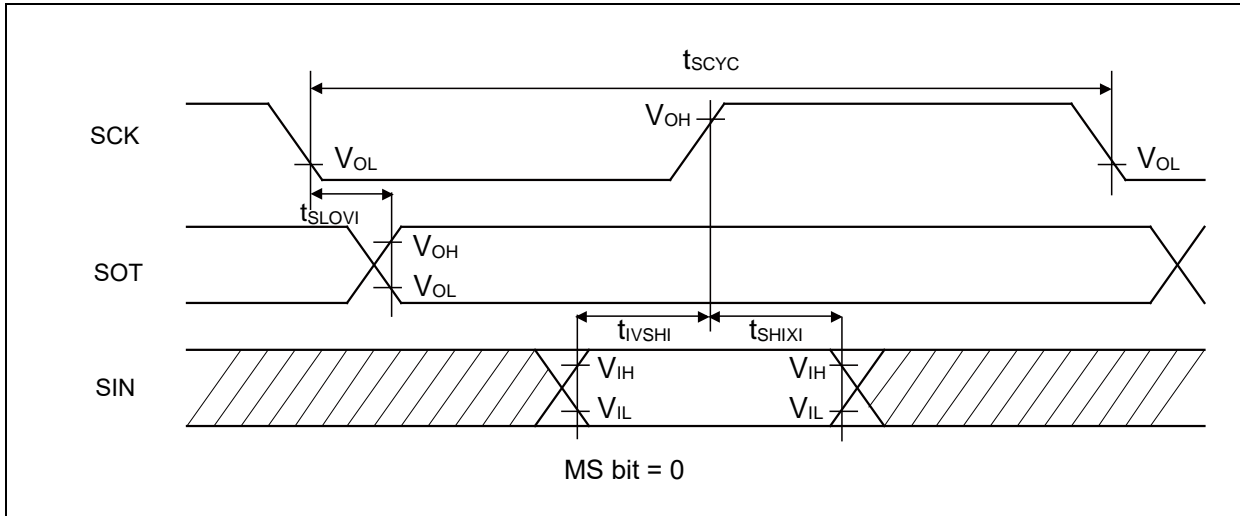 tSCYC
SCK
VOH
VOL
VOL
tSLOVI
SOT
VOH
VOL
tIVSHI
tSHIXI
SIN
VIH
VIH
VIL
VIL
MS bit = 0